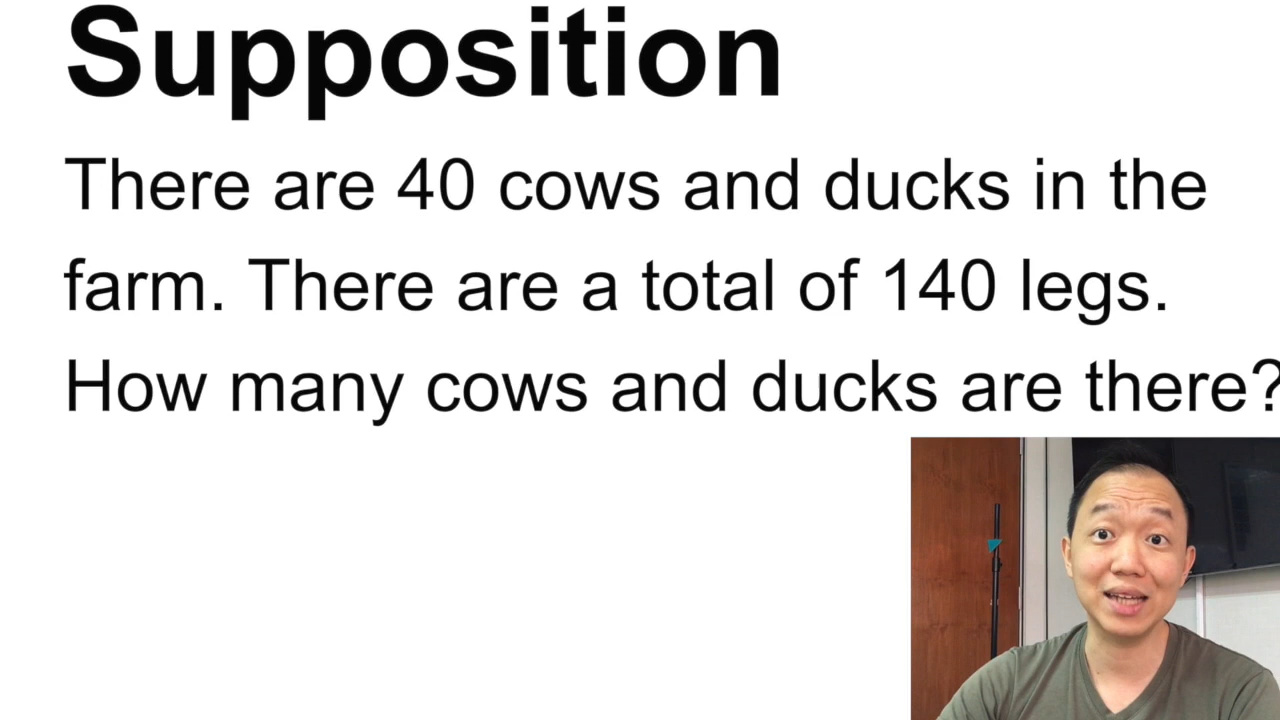 Supposition
There are 40 cows and ducks in the
farm. There are a total of 140 legs.
How many cows and ducks are there?